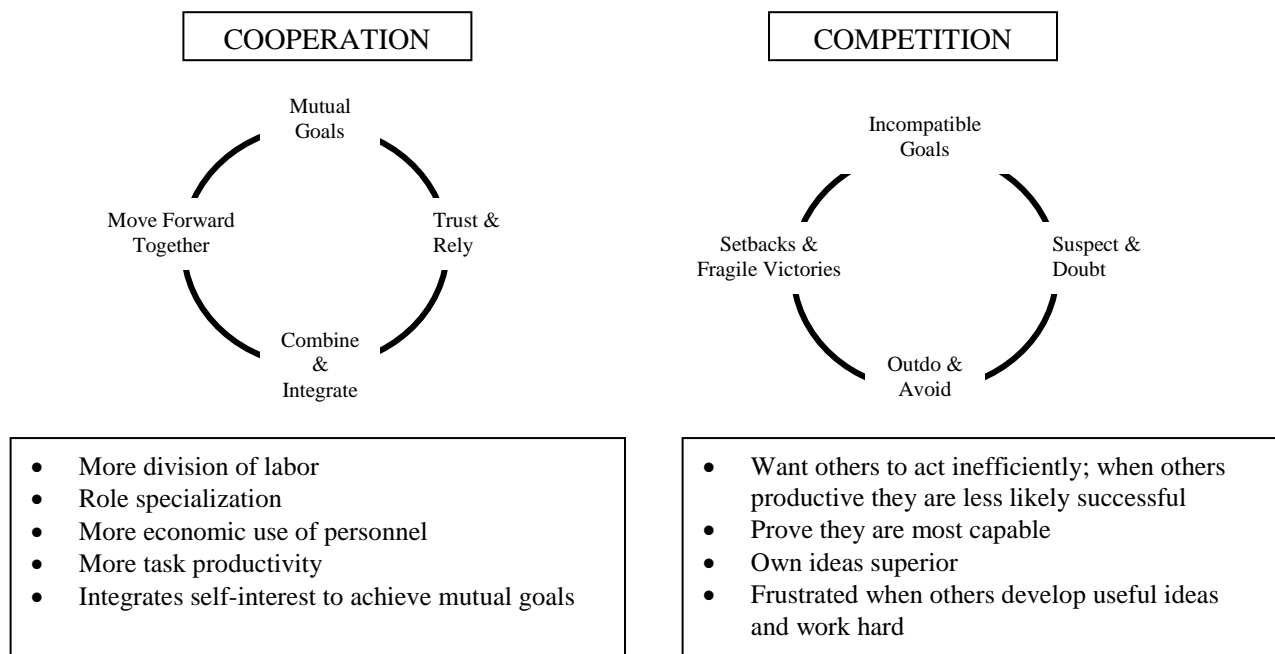 COOPERATION
Mutual
Goals
Move Forward
Together
Trust &
Rely
Combine
&
Integrate
• More division of labor
• Role specialization
• More economic use of personnel
• More task productivity
• Integrates self-interest to achieve mutual goals
COMPETITION
Incompatible
Goals
Setbacks &
Fragile Victories
Suspect &
Doubt
Outdo &
Avoid
• Want others to act inefficiently; when others
productive they are less likely successful
• Prove they are most capable
• Own ideas superior
• Frustrated when others develop useful ideas
and work hard